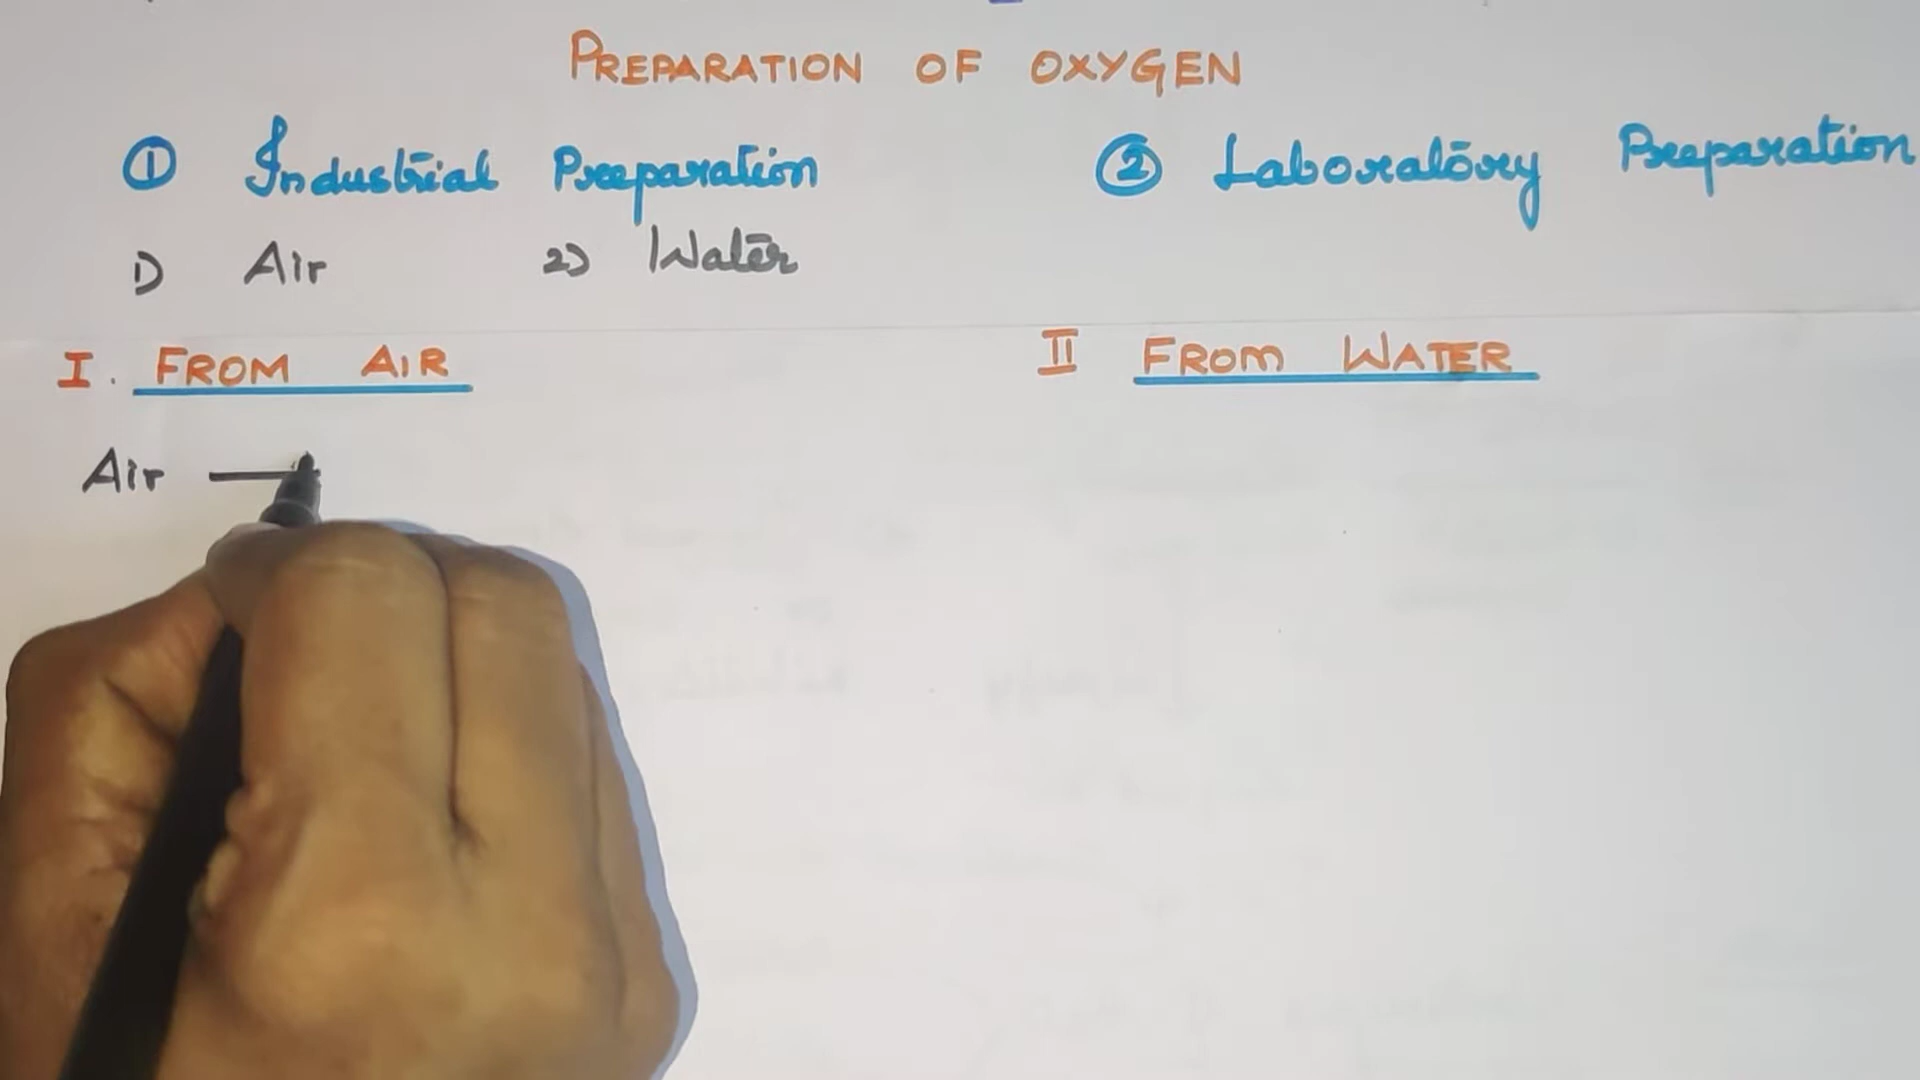 PREPARATION OF OXYGEN
① Industrial Preparation ② Laboratory Preparation
1) Air 2) Water
I. FROM AIR II FROM WATER
Air